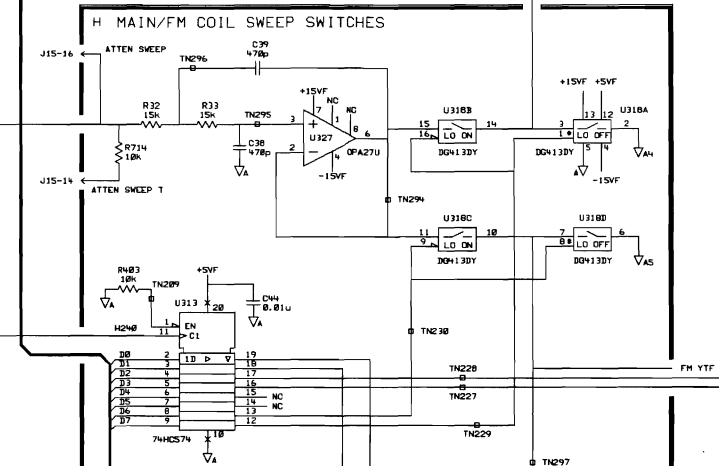 H MAIN/FM COIL SWEEP SWITCHES
J15-16
ATTEN SWEEP
TN296
C39
470p
R32
15k
R33
15k
TN295
+15VF
NC
NC
7
1
8
3
2
6
4
U327
OPA27U
-15VF
C38
470p
A
R714
10k
J15-14
ATTEN SWEEP T
U318B
15
16
14
LO ON
DG413DY
+15VF
+5VF
U318A
13
12
3
1
2
LO OFF
5
4
DG413DY
A
-15VF
A4
TN294
U318C
11
9
10
LO ON
DG413DY
U318D
7
8
6
LO OFF
DG413DY
A5
R403
10k
TN209
A
+5VF
U313
20
C44
0.01u
A
H240
1
11
EN
C1
TN230
1D
D0 2 19
D1 3 18
D2 4 17
D3 5 16
D4 6 15 NC
D5 7 14 NC
D6 8 13
D7 9 12
74HCS74
10
A
TN228
TN227
TN229
FM YTF
TN297